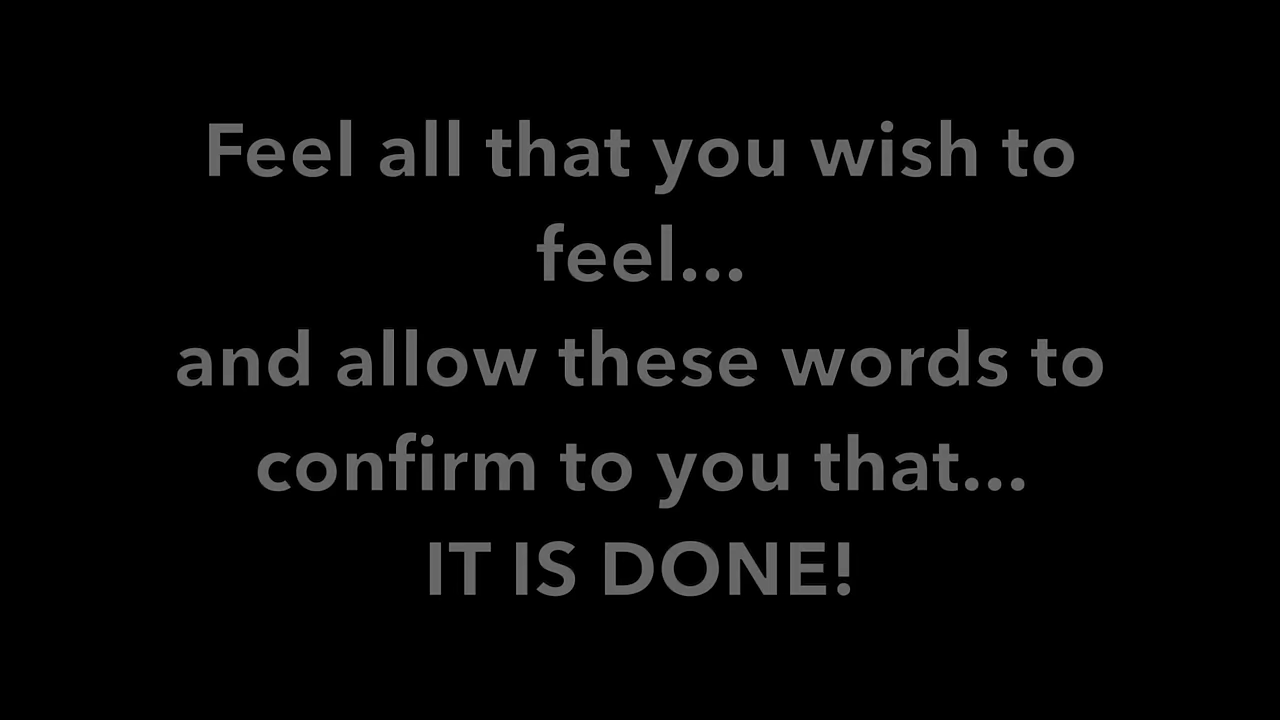 Feel all that you wish to
feel...
and allow these words to
confirm to you that...
IT IS DONE!